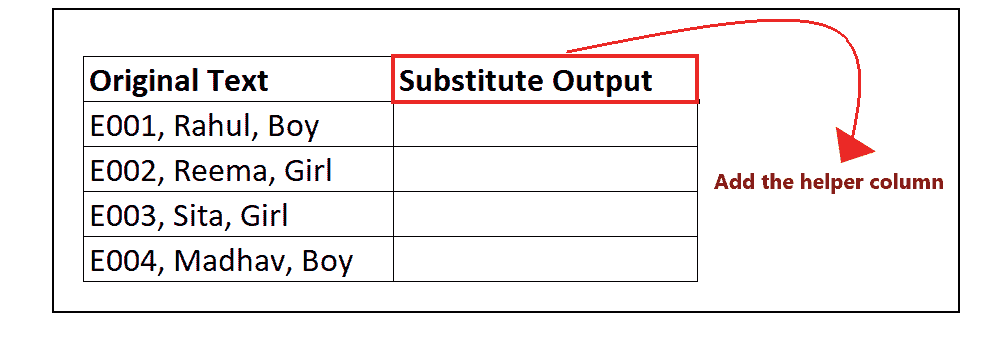 Original Text Substitute Output
E001, Rahul, Boy
E002, Reema, Girl
E003, Sita, Girl
E004, Madhav, Boy
Add the helper column